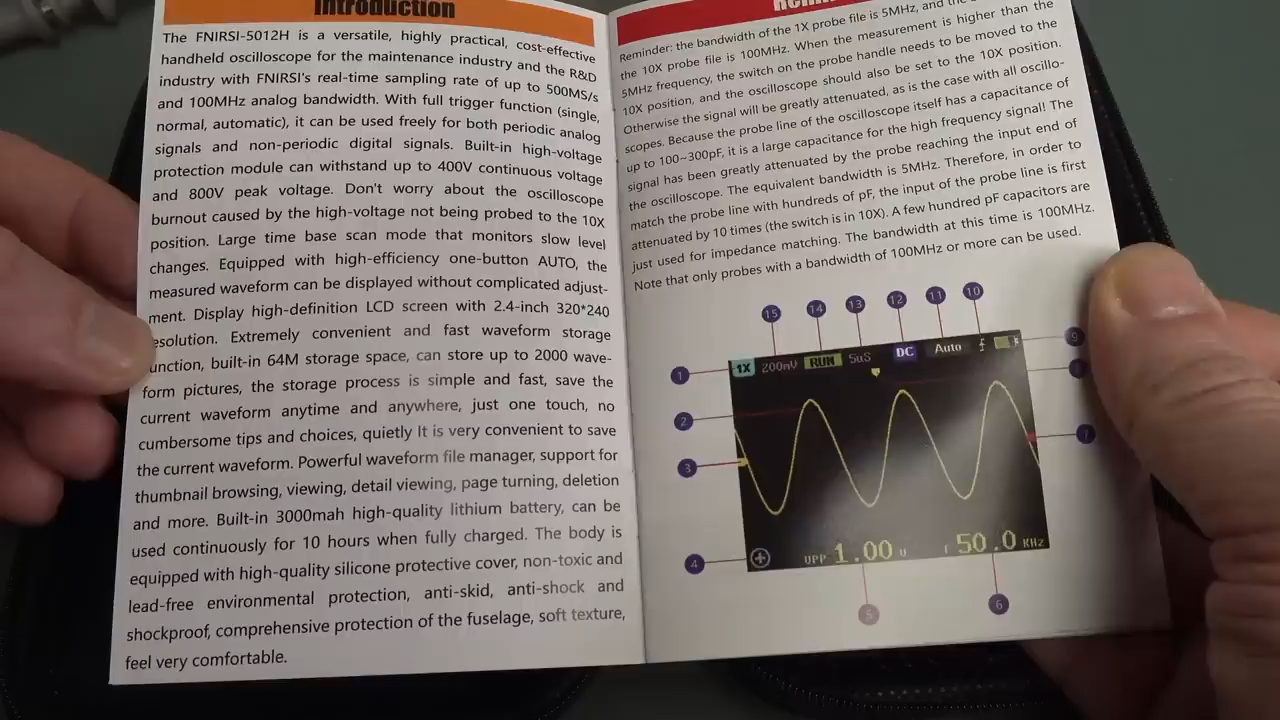 Introduction
The FNIRSI-5012H is a versatile, highly practical, cost-effective
handheld oscilloscope for the maintenance industry and the R&D
industry with FNIRSI's real-time sampling rate of up to 500MS/s
and 100MHz analog bandwidth. With full trigger function (single,
normal, automatic), it can be used freely for both periodic analog
signals and non-periodic digital signals. Built-in high-voltage
protection module can withstand up to 400V continuous voltage
and 800V peak voltage. Don't worry about the oscilloscope
burnout caused by the high-voltage not being probed to the 10X
position. Large time base scan mode that monitors slow level
changes. Equipped with high-efficiency one-button AUTO, the
measured waveform can be displayed without complicated adjust-
ment. Display high-definition LCD screen with 2.4-inch 320*240
esolution. Extremely convenient and fast waveform storage
unction, built-in 64M storage space, can store up to 2000 wave-
form pictures, the storage process is simple and fast, save the
current waveform anytime and anywhere, just one touch, no
cumbersome tips and choices, quietly It is very convenient to save
the current waveform. Powerful waveform file manager, support for
thumbnail browsing, viewing, detail viewing, page turning, deletion
and more. Built-in 3000mah high-quality lithium battery, can be
used continuously for 10 hours when fully charged. The body is
equipped with high-quality silicone protective cover, non-toxic and
lead-free environmental protection, anti-skid, anti-shock and
shockproof, comprehensive protection of the fuselage, soft texture,
feel very comfortable.
Reminder: the bandwidth of the 1X probe file is 5MHz, and the
the 10X probe file is 100MHz. When the measurement is higher than the
5MHz frequency, the switch on the probe handle needs to be moved to the
10X position, and the oscilloscope should also be set to the 10X position.
Otherwise the signal will be greatly attenuated, as is the case with all oscillo-
scopes. Because the probe line of the oscilloscope itself has a capacitance of
up to 100~300pF, it is a large capacitance for the high frequency signal! The
signal has been greatly attenuated by the probe reaching the input end of
the oscilloscope. The equivalent bandwidth is 5MHz. Therefore, in order to
match the probe line with hundreds of pF, the input of the probe line is first
attenuated by 10 times (the switch is in 10X). A few hundred pF capacitors are
just used for impedance matching. The bandwidth at this time is 100MHz.
Note that only probes with a bandwidth of 100MHz or more can be used.
15 14 13 12 11 10
1 9
1X 200mV RUN 5uS DC Auto
8
2
3 7
4
VPP 1.00 V F 50.0 KHz
5 6